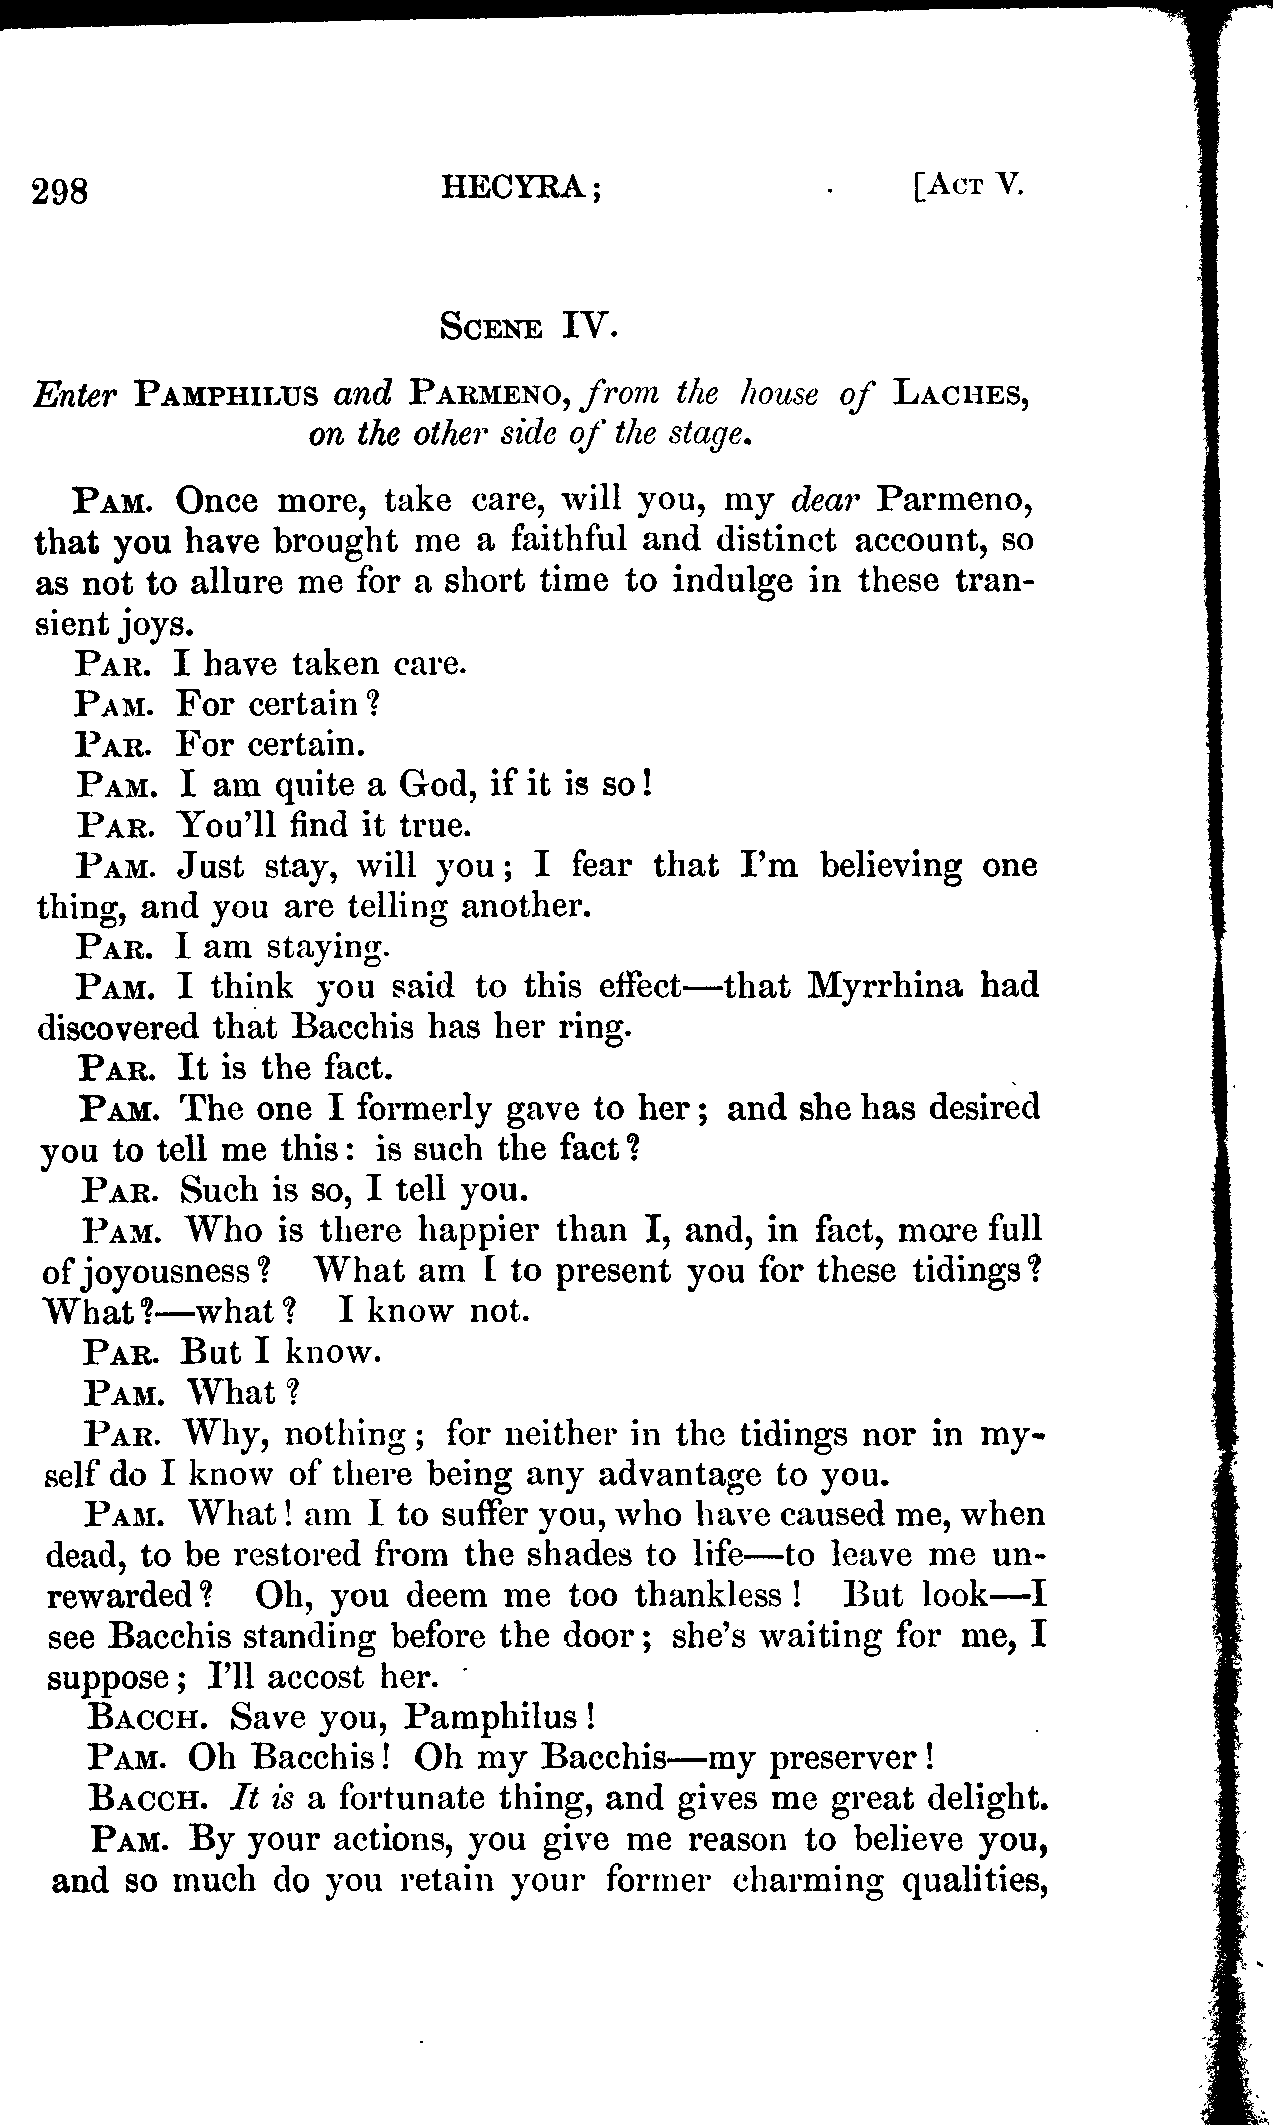 298 HECYRA; [ACT V.
SCENE IV.
Enter PAMPHILUS and PARMENO, from the house of LACHES,
on the other side of the stage.
PAM. Once more, take care, will you, my dear Parmeno,
that you have brought me a faithful and distinct account, so
as not to allure me for a short time to indulge in these tran-
sient joys.
PAR. I have taken care.
PAM. For certain?
PAR. For certain.
PAM. I am quite a God, if it is so!
PAR. You'll find it true.
PAM. Just stay, will you; I fear that I'm believing one
thing, and you are telling another.
PAR. I am staying.
PAM. I think you said to this effect—that Myrrhina had
discovered that Bacchis has her ring.
PAR. It is the fact.
PAM. The one I formerly gave to her; and she has desired
you to tell me this: is such the fact?
PAR. Such is so, I tell you.
PAM. Who is there happier than I, and, in fact, more full
of joyousness? What am I to present you for these tidings?
What?—what? I know not.
PAR. But I know.
PAM. What?
PAR. Why, nothing; for neither in the tidings nor in my-
self do I know of there being any advantage to you.
PAM. What! am I to suffer you, who have caused me, when
dead, to be restored from the shades to life—to leave me un-
rewarded? Oh, you deem me too thankless! But look—I
see Bacchis standing before the door; she's waiting for me, I
suppose; I'll accost her.
BACCH. Save you, Pamphilus!
PAM. Oh Bacchis! Oh my Bacchis—my preserver!
BACCH. It is a fortunate thing, and gives me great delight.
PAM. By your actions, you give me reason to believe you,
and so much do you retain your former charming qualities,